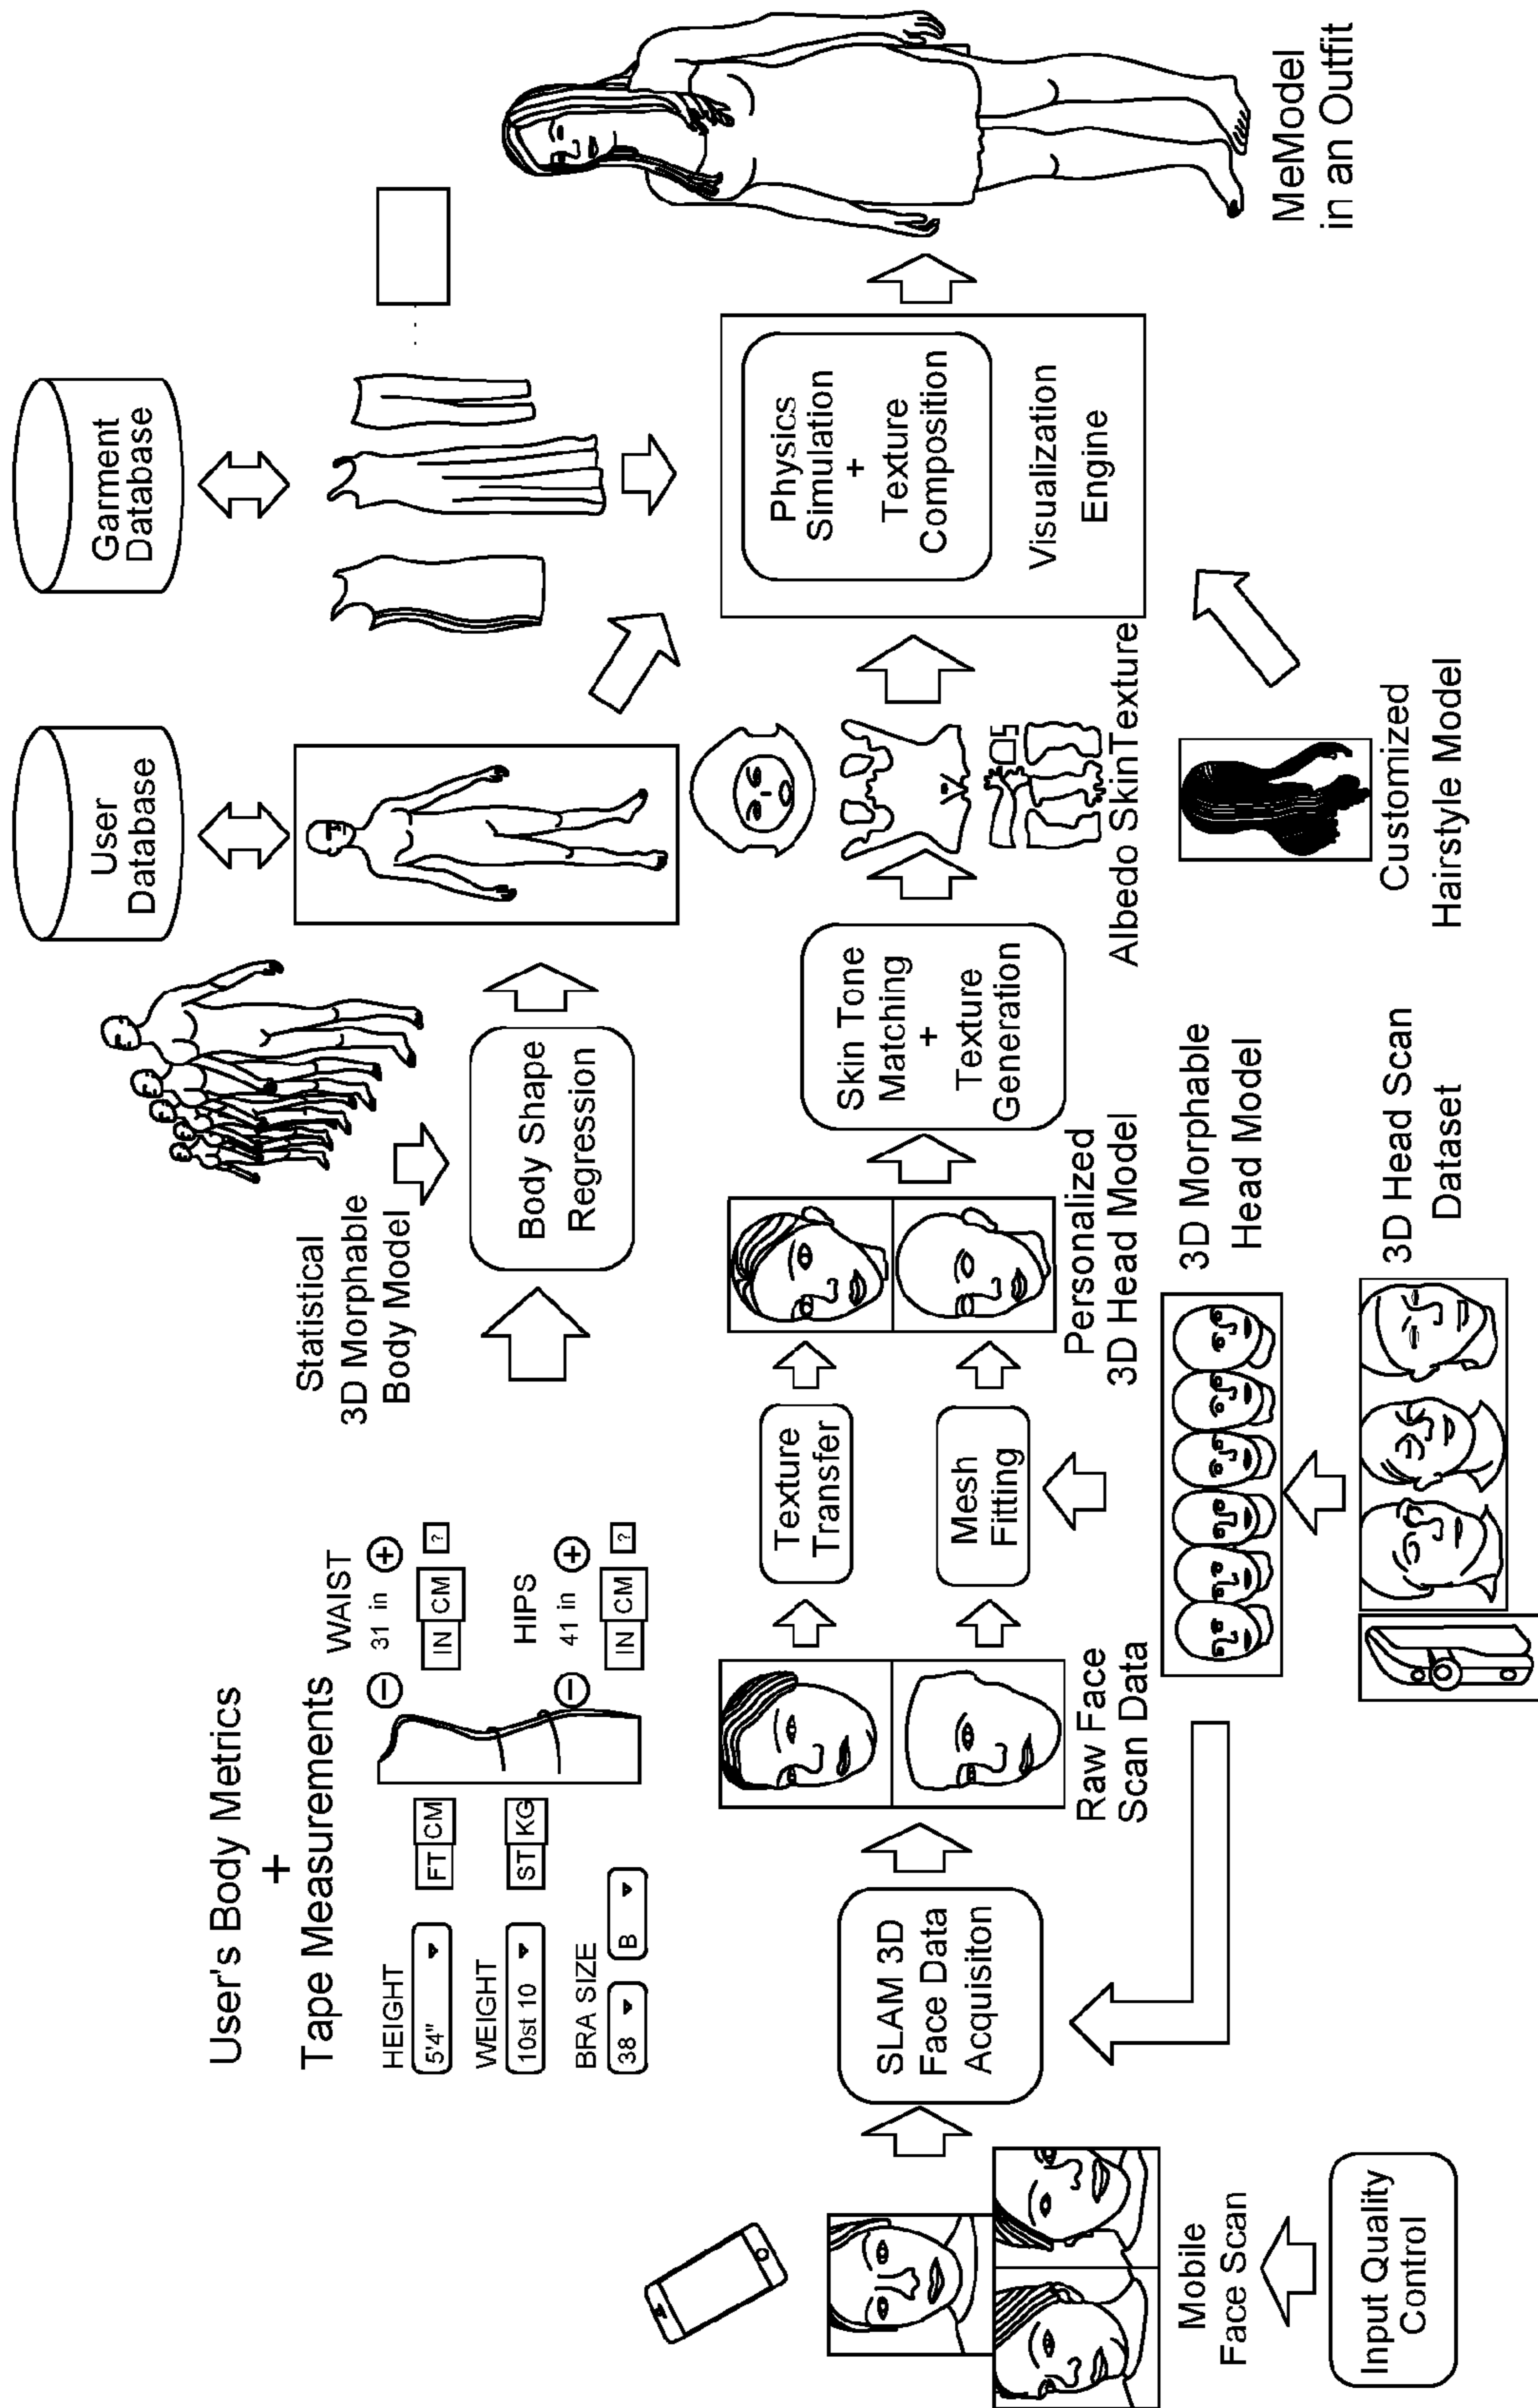 User's Body Metrics
+
Tape Measurements
HEIGHT
5'4"
FT CM
WEIGHT
10st 10
ST KG
BRA SIZE
38
B
WAIST
31 in
IN CM ?
HIPS
41 in
IN CM ?
Statistical
3D Morphable
Body Model
Body Shape
Regression
User
Database
Garment
Database
Mobile
Face Scan
Input Quality
Control
SLAM 3D
Face Data
Acquisiton
Raw Face
Scan Data
Texture
Transfer
Mesh
Fitting
Personalized
3D Head Model
3D Morphable
Head Model
3D Head Scan
Dataset
Skin Tone
Matching
+
Texture
Generation
Albedo SkinTexture
Customized
Hairstyle Model
Physics
Simulation
+
Texture
Composition
Visualization
Engine
MeModel
in an Outfit